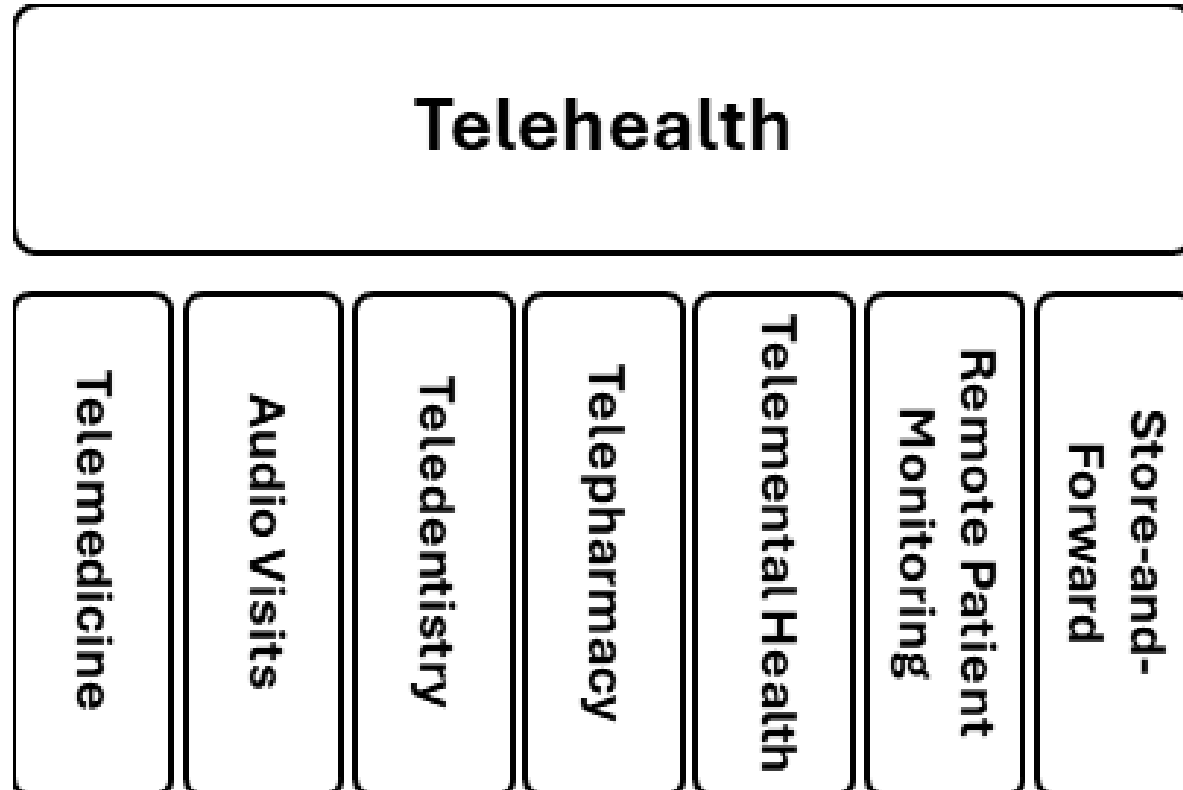 Telehealth
Telemedicine
Audio Visits
Teledentistry
Telepharmacy
Telemental Health
Remote Patient
Monitoring
Store-and-
Forward